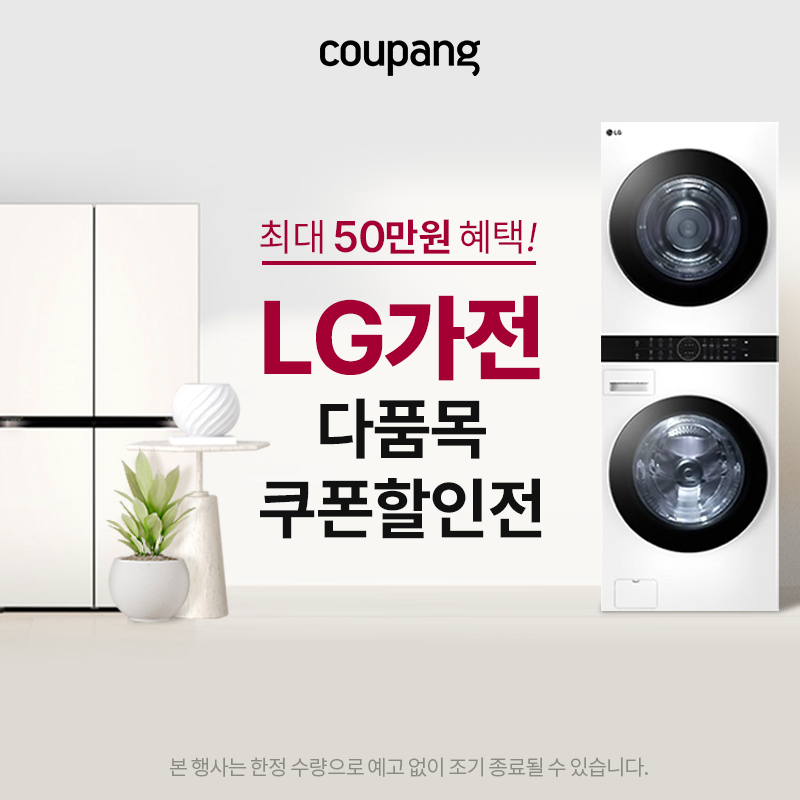 coupang
최대 50만원 혜택!
LG가전
다품목
쿠폰할인전
LG
본 행사는 한정 수량으로 예고 없이 조기 종료될 수 있습니다.